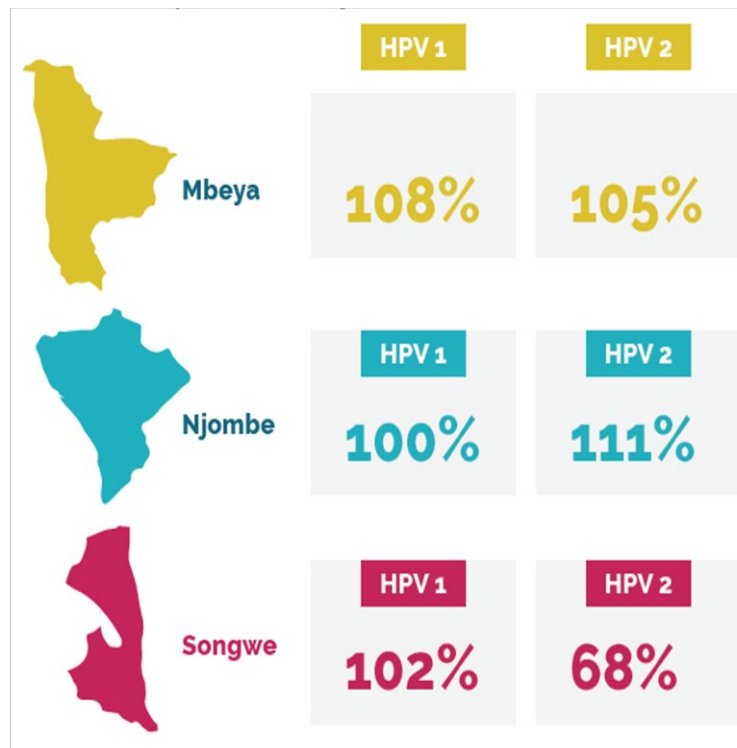 HPV 1 HPV 2
Mbeya 108% 105%
HPV 1 HPV 2
Njombe 100% 111%
HPV 1 HPV 2
Songwe 102% 68%